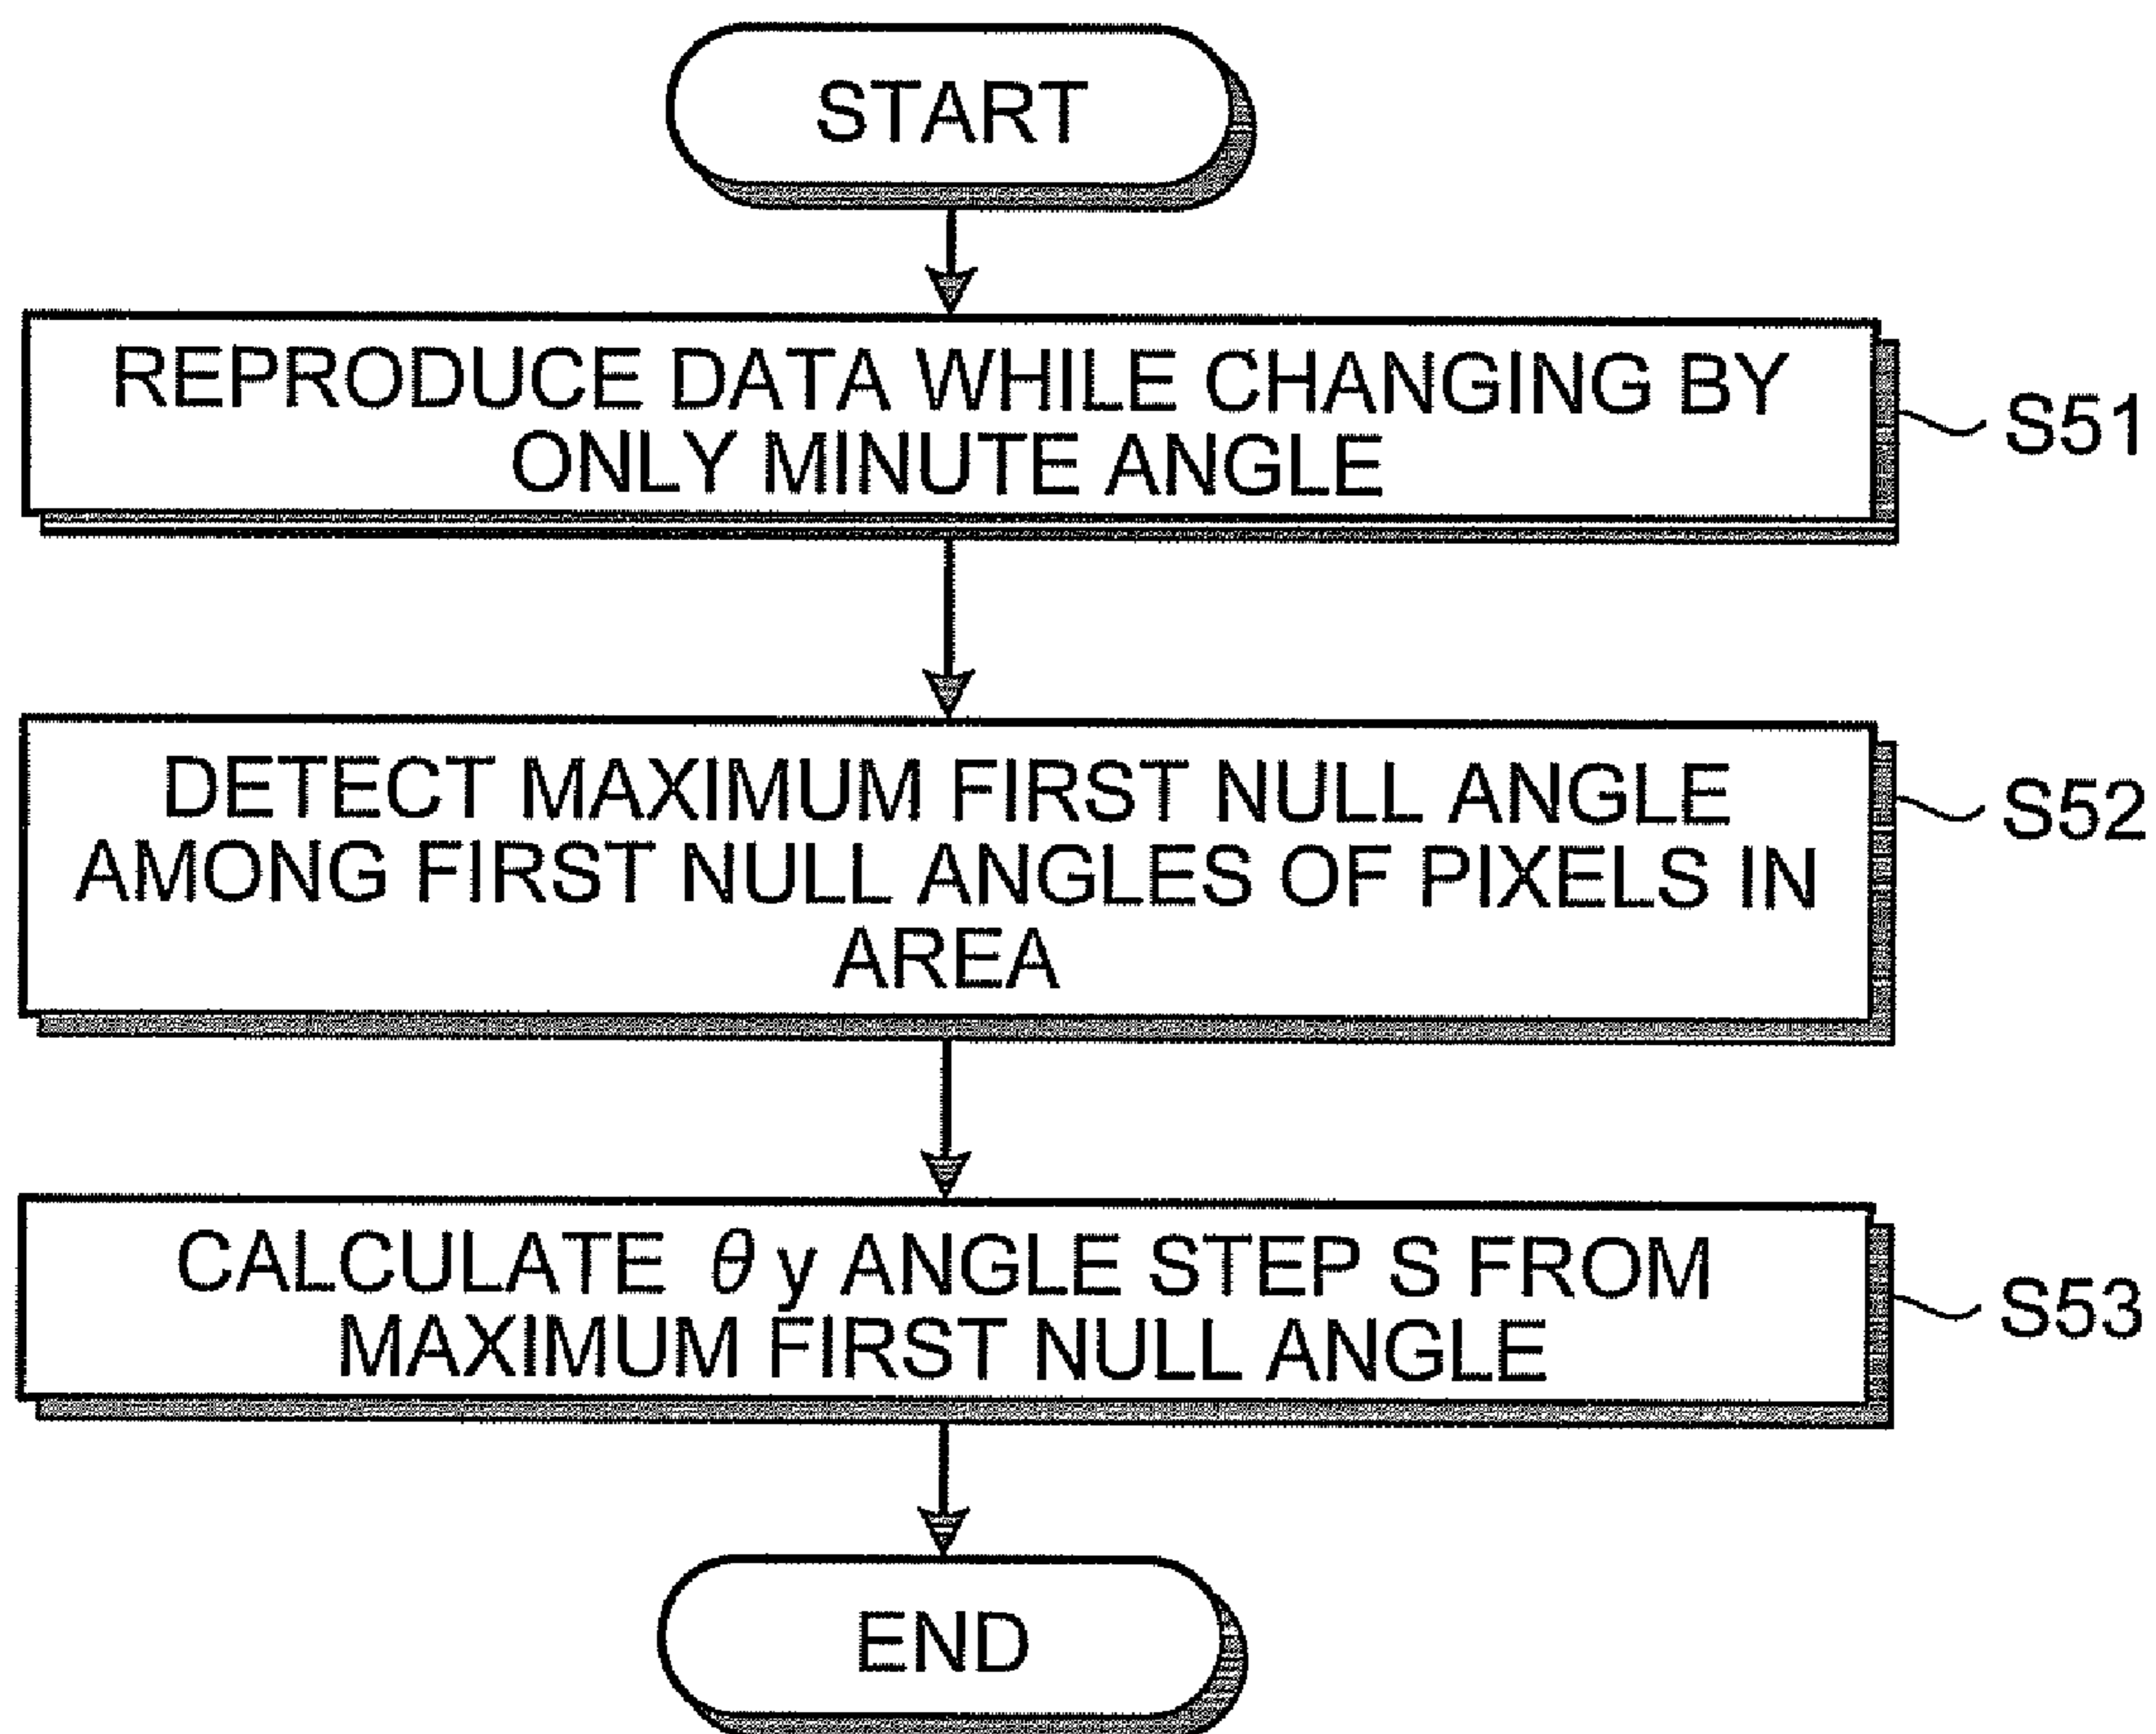 START
REPRODUCE DATA WHILE CHANGING BY
ONLY MINUTE ANGLE
S51
DETECT MAXIMUM FIRST NULL ANGLE
AMONG FIRST NULL ANGLES OF PIXELS IN
AREA
S52
CALCULATE θ y ANGLE STEP S FROM
MAXIMUM FIRST NULL ANGLE
S53
END